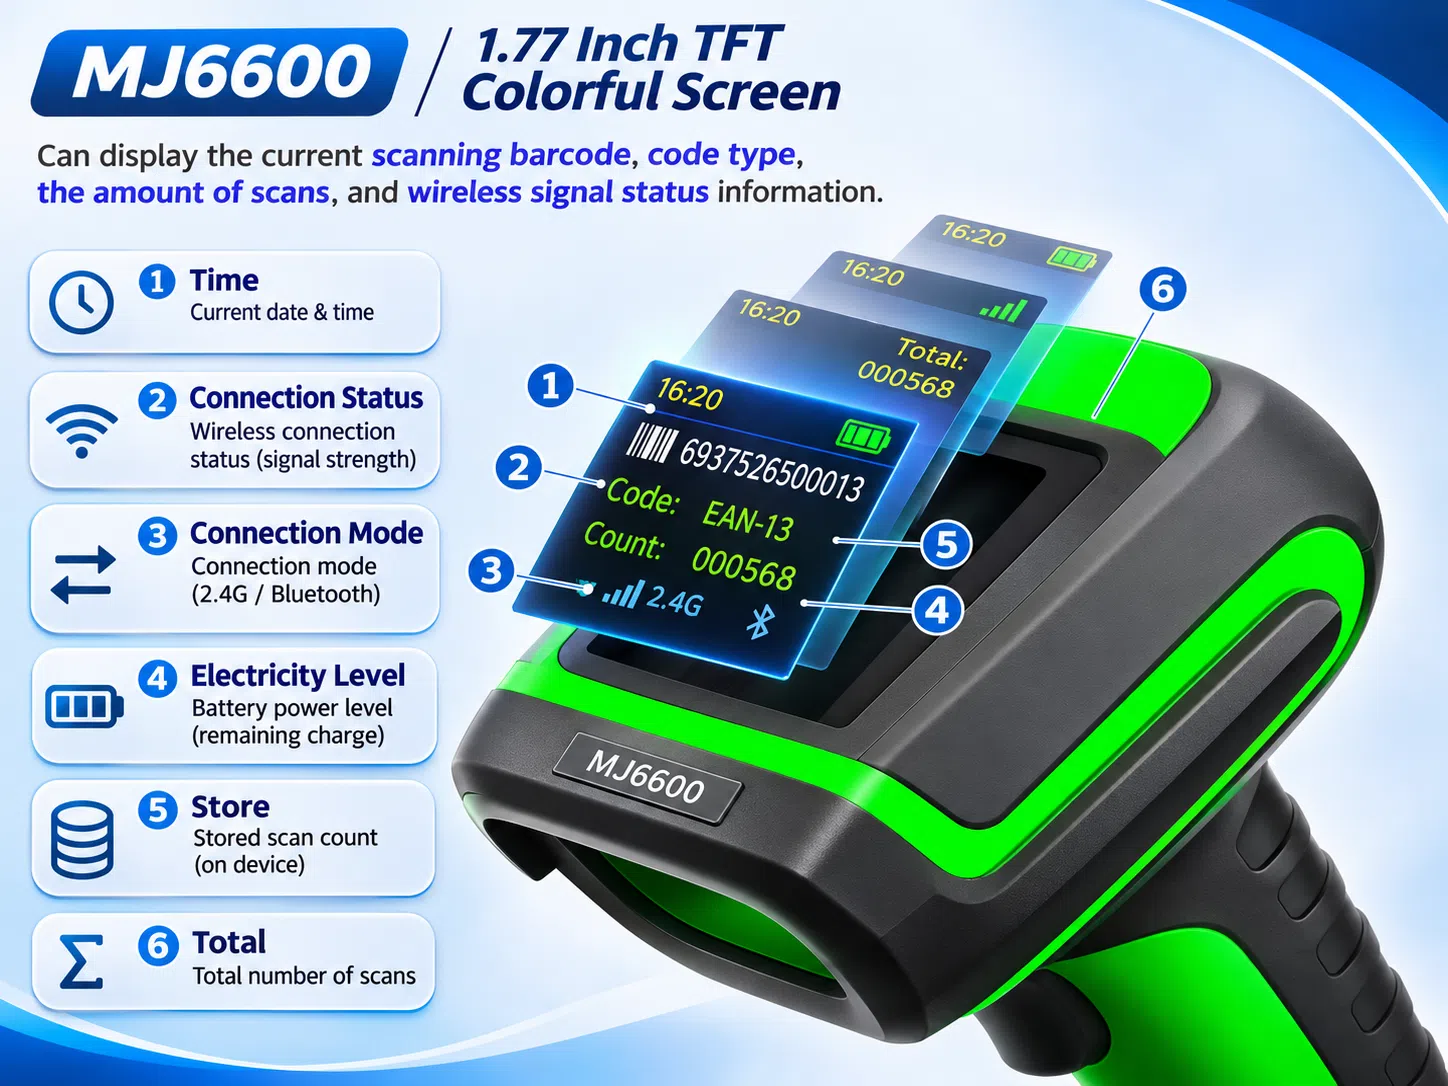 MJ6600
1.77 Inch TFT
Colorful Screen
Can display the current scanning barcode, code type,
the amount of scans, and wireless signal status information.
1 Time
Current date & time
2 Connection Status
Wireless connection
status (signal strength)
3 Connection Mode
Connection mode
(2.4G / Bluetooth)
4 Electricity Level
Battery power level
(remaining charge)
5 Store
Stored scan count
(on device)
6 Total
Total number of scans
16:20
16:20
16:20
Total:
000568
16:20
6937526500013
Code: EAN-13
Count: 000568
2.4G
1
2
3
4
5
6
MJ6600